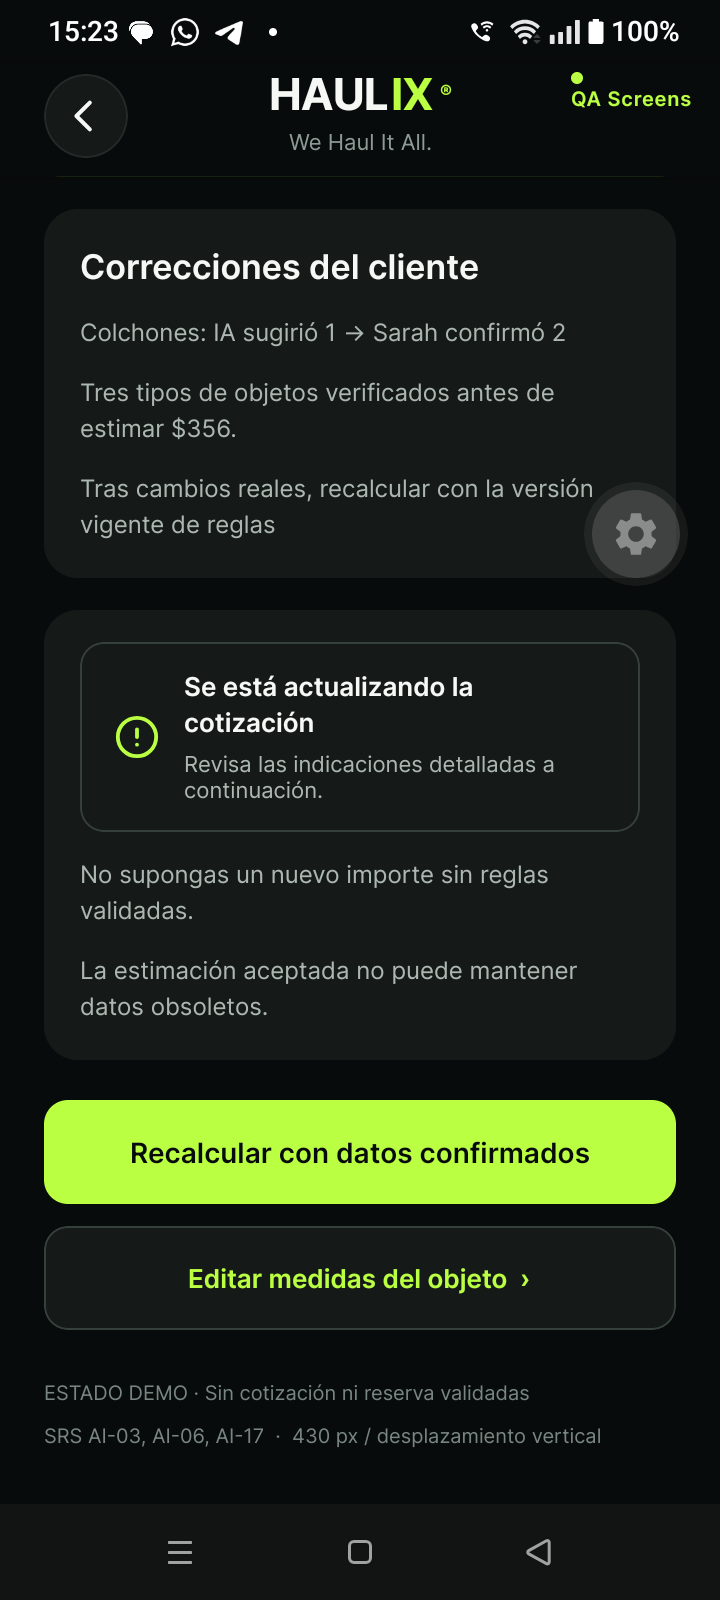 15:23
100%
HAULIX ®
QA Screens
We Haul It All.
Correcciones del cliente
Colchones: IA sugirió 1 → Sarah confirmó 2
Tres tipos de objetos verificados antes de
estimar $356.
Tras cambios reales, recalcular con la versión
vigente de reglas
Se está actualizando la
cotización
Revisa las indicaciones detalladas a
continuación.
No supongas un nuevo importe sin reglas
validadas.
La estimación aceptada no puede mantener
datos obsoletos.
Recalcular con datos confirmados
Editar medidas del objeto ›
ESTADO DEMO · Sin cotización ni reserva validadas
SRS AI-03, AI-06, AI-17 · 430 px / desplazamiento vertical